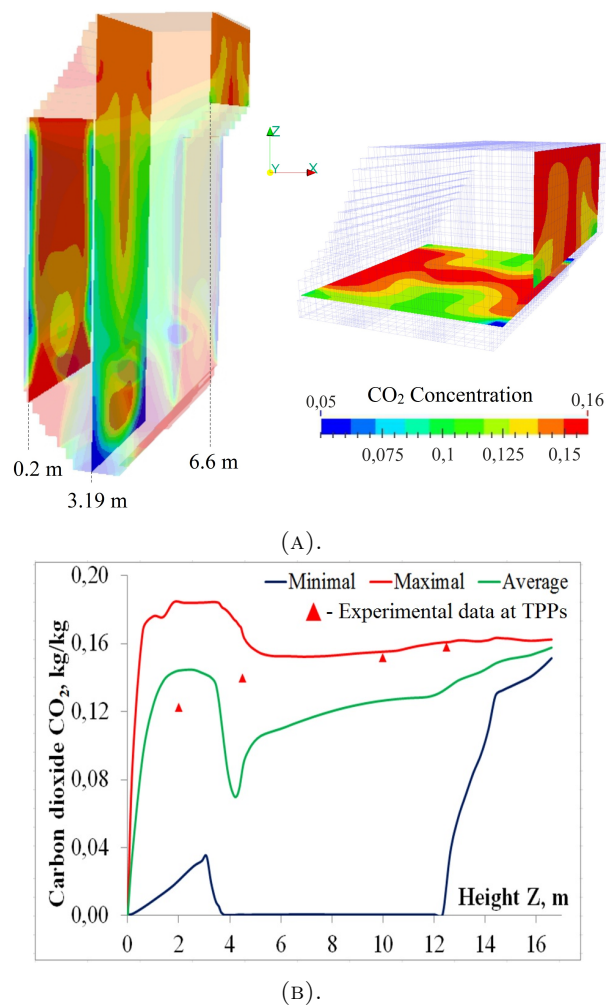 Z
Y X
0.2 m
3.19 m
6.6 m
CO₂ Concentration
0,05 0,16
0,075 0,1 0,125 0,15
(A).
Minimal Maximal Average
- Experimental data at TPPs
Carbon dioxide CO₂, kg/kg
0,20
0,16
0,12
0,08
0,04
0,00
Height Z, m
0 2 4 6 8 10 12 14 16
(B).